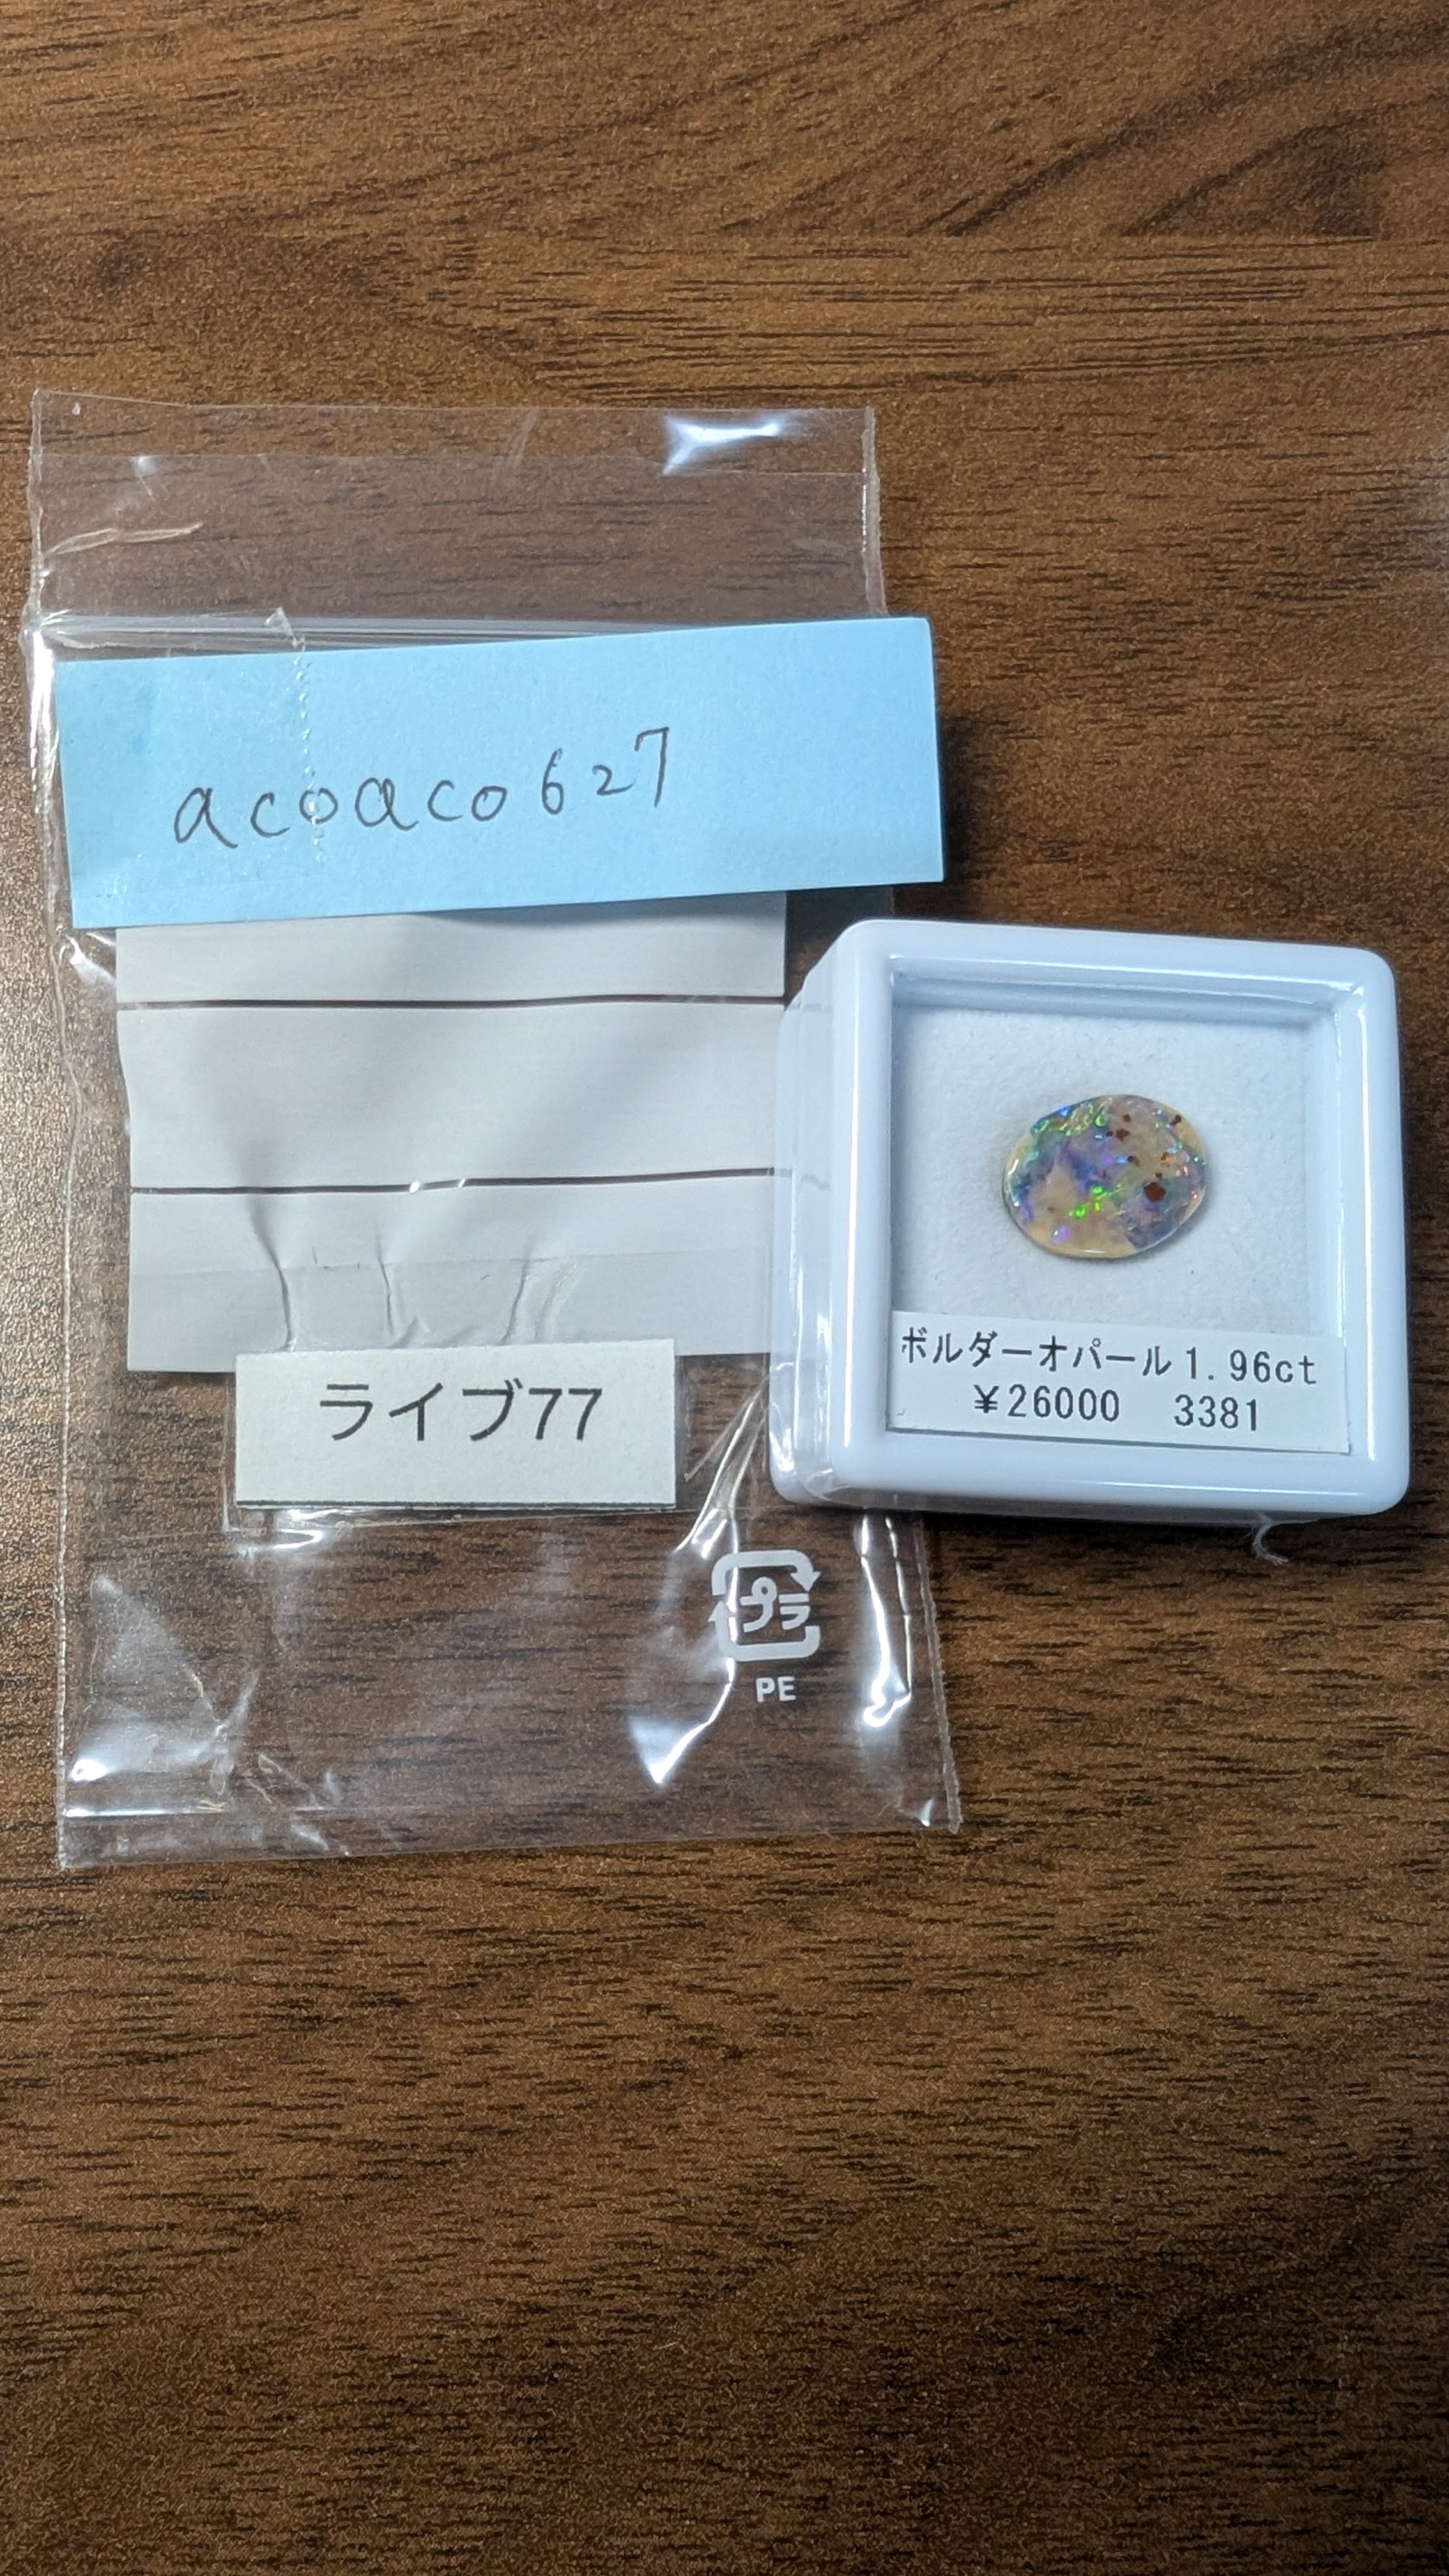 acoaco627
ライブ77
ボルダーオパール1.96ct
¥26000 3381
プラ
PE